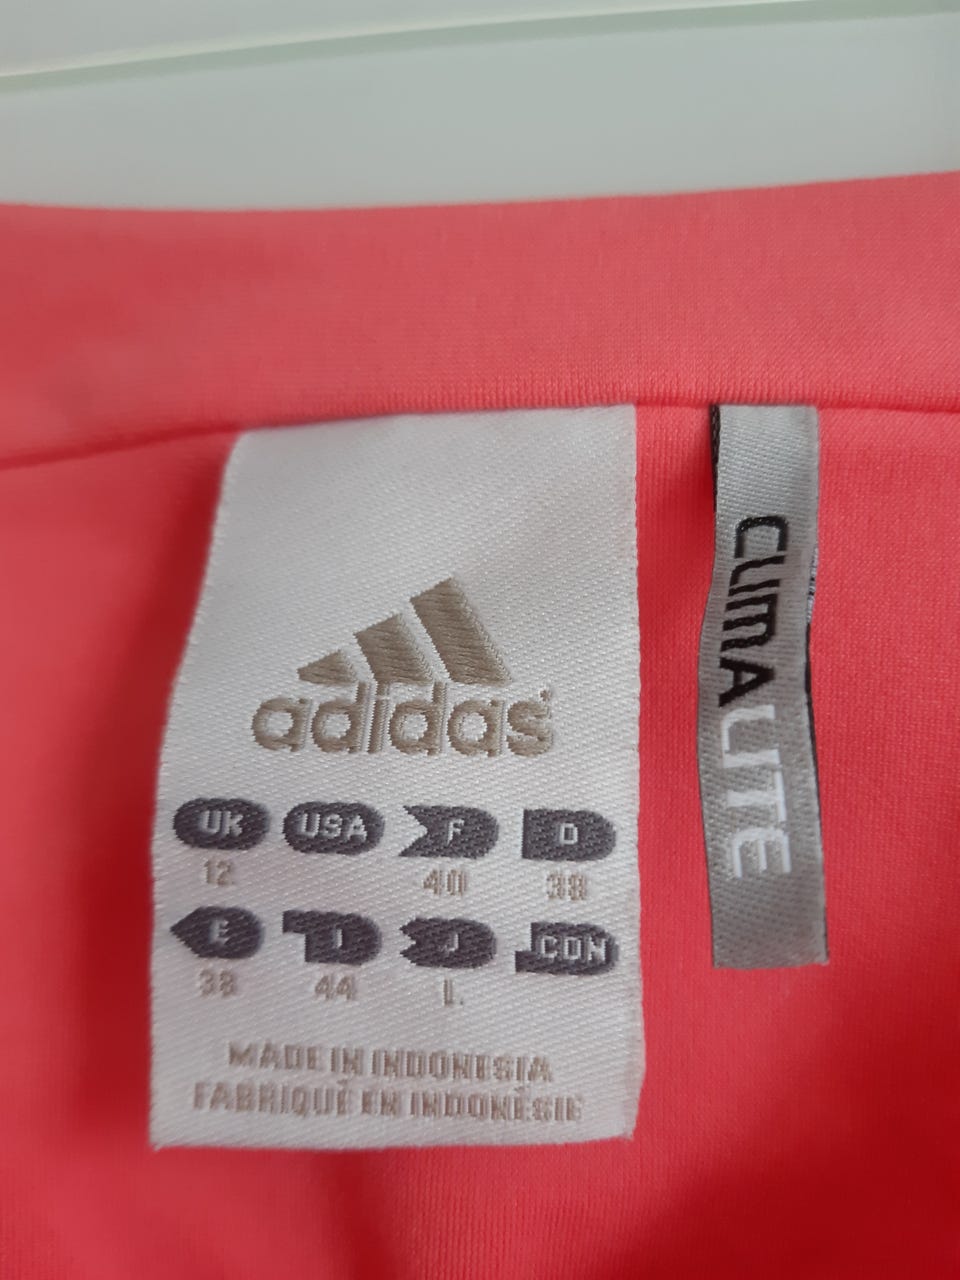 adidas
UK USA F D
12 40 38
E I J CDN
38 44 L
MADE IN INDONESIA
FABRIQUÉ EN INDONÉSIE
CLIMALITE